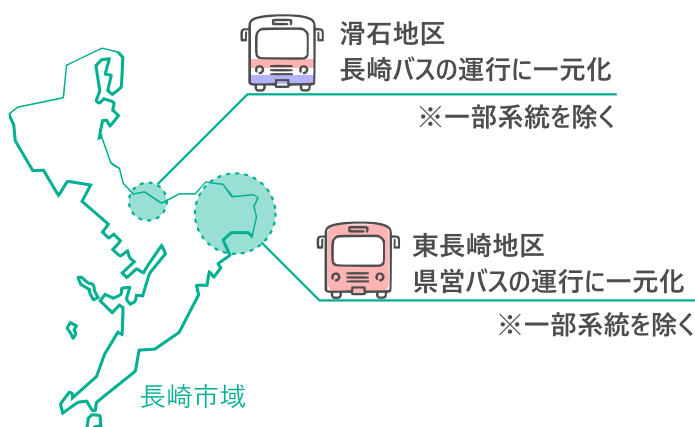 滑石地区
長崎バスの運行に一元化
※一部系統を除く
東長崎地区
県営バスの運行に一元化
※一部系統を除く
長崎市域